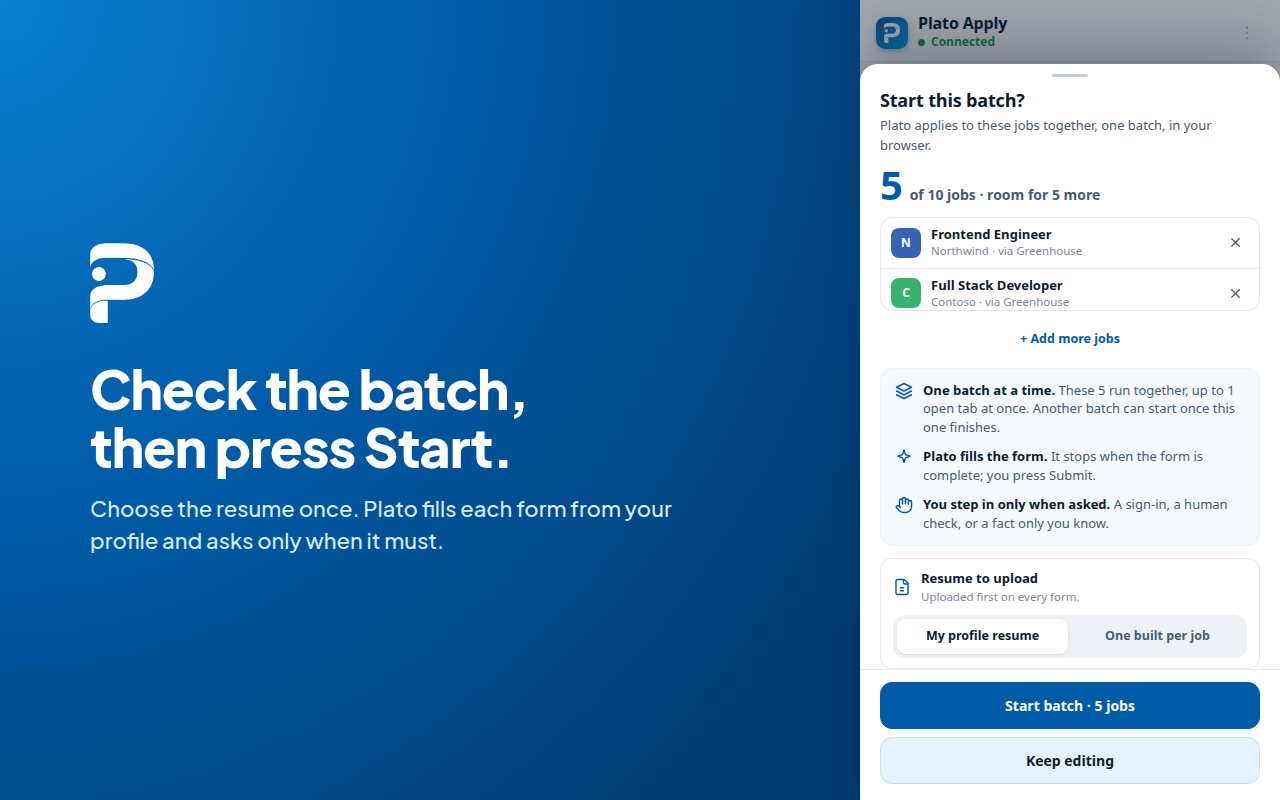 Check the batch,
then press Start.
Choose the resume once. Plato fills each form from your
profile and asks only when it must.
Plato Apply
Connected
Start this batch?
Plato applies to these jobs together, one batch, in your
browser.
5 of 10 jobs · room for 5 more
N
Frontend Engineer
Northwind · via Greenhouse
C
Full Stack Developer
Contoso · via Greenhouse
+ Add more jobs
One batch at a time. These 5 run together, up to 1
open tab at once. Another batch can start once this
one finishes.
Plato fills the form. It stops when the form is
complete; you press Submit.
You step in only when asked. A sign-in, a human
check, or a fact only you know.
Resume to upload
Uploaded first on every form.
My profile resume
One built per job
Start batch · 5 jobs
Keep editing